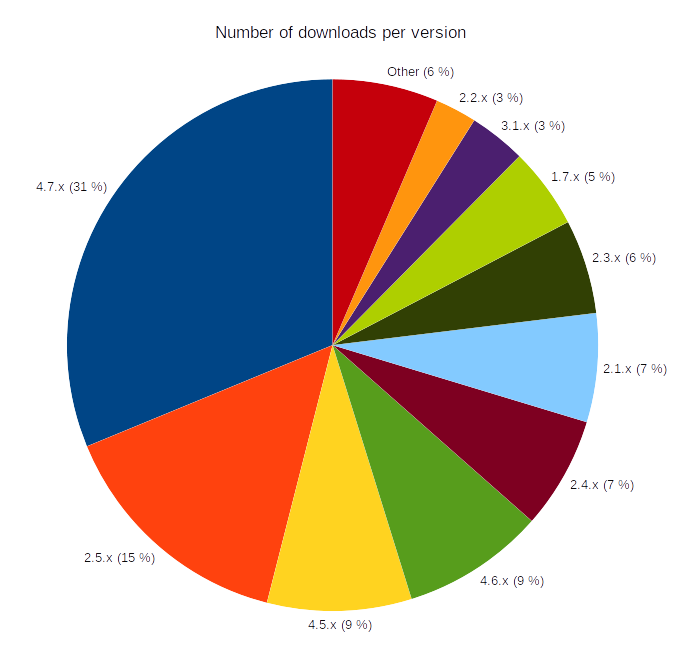 Number of downloads per version
Other (6 %)
2.2.x (3 %)
3.1.x (3 %)
1.7.x (5 %)
4.7.x (31 %)
2.3.x (6 %)
2.1.x (7 %)
2.4.x (7 %)
2.5.x (15 %)
4.6.x (9 %)
4.5.x (9 %)